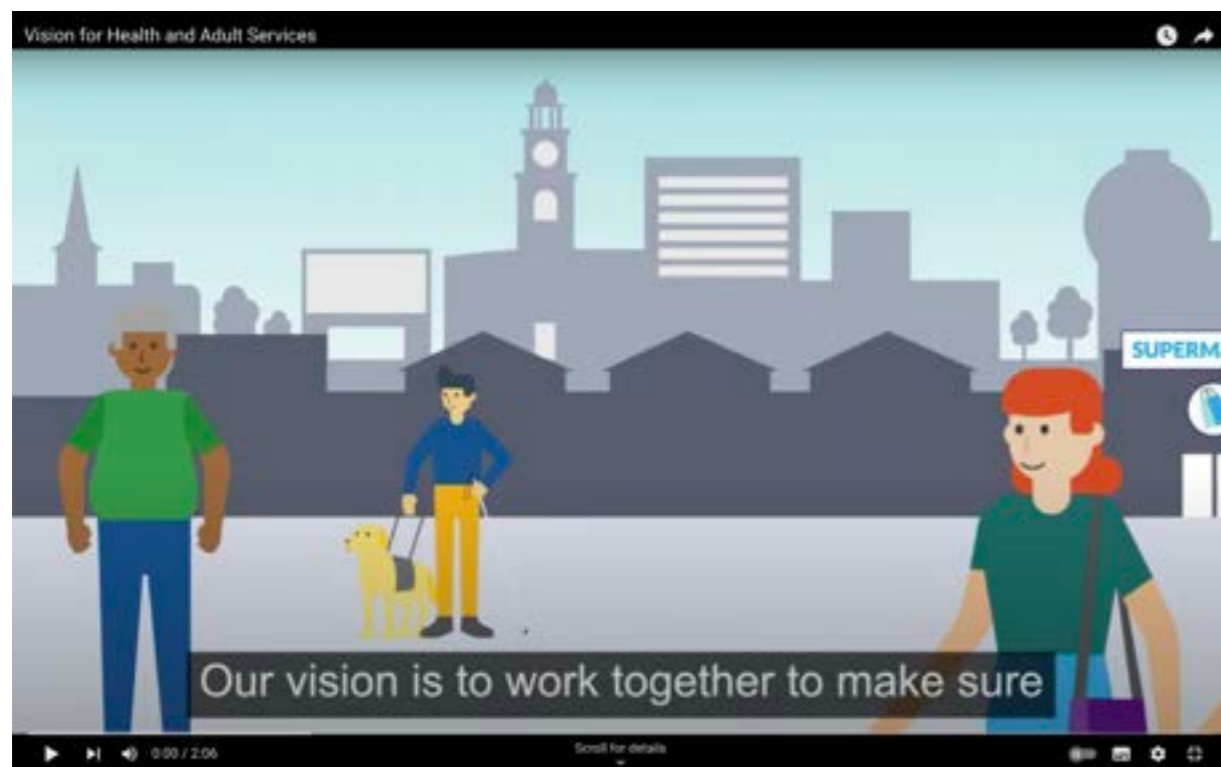 Vision for Health and Adult Services
SUPERM
Our vision is to work together to make sure
0:00 / 2:06
Scroll for details